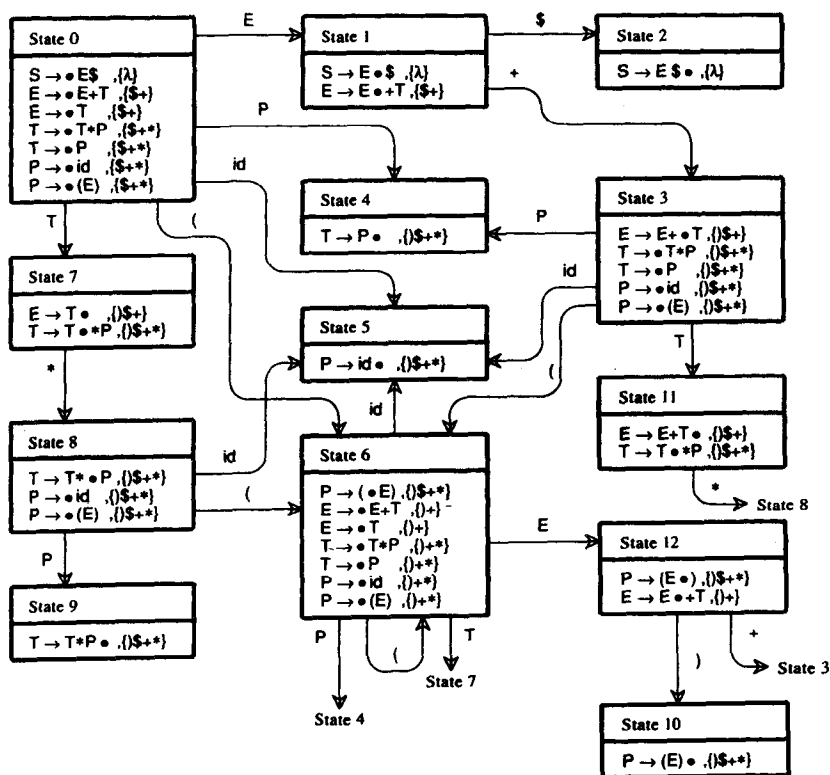 State 0
S → • E$ ,{λ}
E → • E+T ,{$+}
E → • T ,{$+}
T → • T*P ,{$+*}
T → • P ,{$+*}
P → • id ,{$+*}
P → • (E) ,{$+*}
E
State 1
S → E • $ ,{λ}
E → E • +T ,{$+}
$
State 2
S → E $ • ,{λ}
+
P
id
T
(
State 4
T → P • ,{)$+*}
P
State 3
E → E+ • T ,{)$+}
T → • T*P ,{)$+*}
T → • P ,{)$+*}
P → • id ,{)$+*}
P → • (E) ,{)$+*}
id
(
T
State 7
E → T • ,{)$+}
T → T • *P ,{)$+*}
*
State 5
P → id • ,{)$+*}
id
State 11
E → E+T • ,{)$+}
T → T • *P ,{)$+*}
*
State 8
State 8
T → T* • P ,{)$+*}
P → • id ,{)$+*}
P → • (E) ,{)$+*}
id
(
P
State 6
P → ( • E) ,{)$+*}
E → • E+T ,{)+}
E → • T ,{)+}
T → • T*P ,{)+*}
T → • P ,{)+*}
P → • id ,{)+*}
P → • (E) ,{)+*}
E
State 12
P → (E • ) ,{)$+*}
E → E • +T ,{)+}
State 9
T → T*P • ,{)$+*}
P
(
T
State 4
State 7
)
+
State 3
State 10
P → (E) • ,{)$+*}